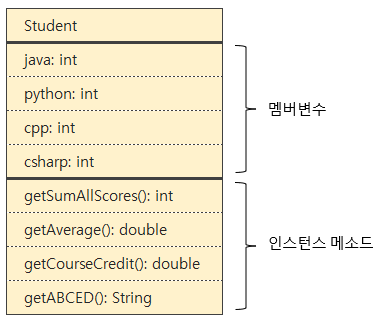 Student
java: int
python: int
cpp: int
csharp: int
멤버변수
getSumAllScores(): int
getAverage(): double
getCourseCredit(): double
getABCED(): String
인스턴스 메소드